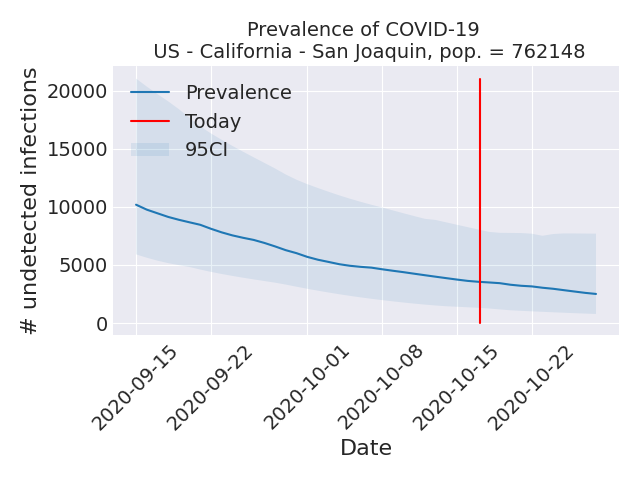 Prevalence of COVID-19
US - California - San Joaquin, pop. = 762148
# undetected infections
20000
15000
10000
5000
0
Prevalence
Today
95CI
2020-09-15
2020-09-22
2020-10-01
2020-10-08
2020-10-15
2020-10-22
Date